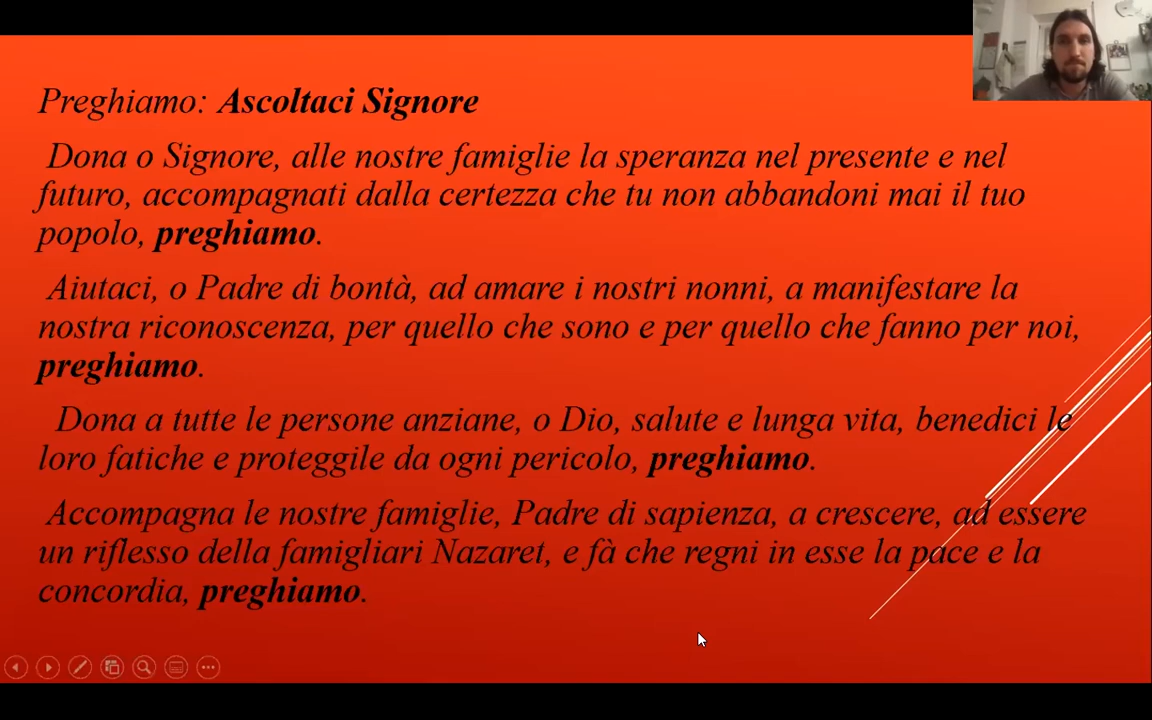 Preghiamo: Ascoltaci Signore
Dona o Signore, alle nostre famiglie la speranza nel presente e nel
futuro, accompagnati dalla certezza che tu non abbandoni mai il tuo
popolo, preghiamo.
Aiutaci, o Padre di bontà, ad amare i nostri nonni, a manifestare la
nostra riconoscenza, per quello che sono e per quello che fanno per noi,
preghiamo.
Dona a tutte le persone anziane, o Dio, salute e lunga vita, benedici le
loro fatiche e proteggile da ogni pericolo, preghiamo.
Accompagna le nostre famiglie, Padre di sapienza, a crescere, ad essere
un riflesso della famigliari Nazaret, e fà che regni in esse la pace e la
concordia, preghiamo.